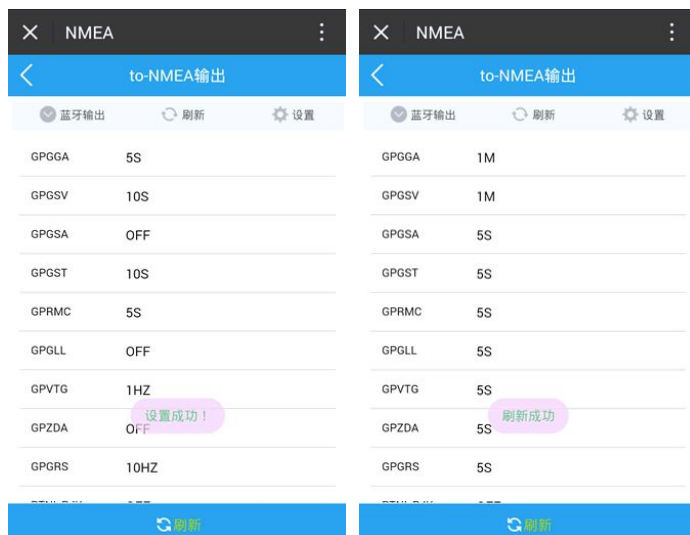 NMEA
to-NMEA输出
蓝牙输出 刷新 设置
GPGGA 5S
GPGSV 10S
GPGSA OFF
GPGST 10S
GPRMC 5S
GPGLL OFF
GPVTG 1HZ
设置成功！
GPZDA OFF
GPGRS 10HZ
刷新
NMEA
to-NMEA输出
蓝牙输出 刷新 设置
GPGGA 1M
GPGSV 1M
GPGSA 5S
GPGST 5S
GPRMC 5S
GPGLL 5S
GPVTG 5S
刷新成功
GPZDA 5S
GPGRS 5S
刷新